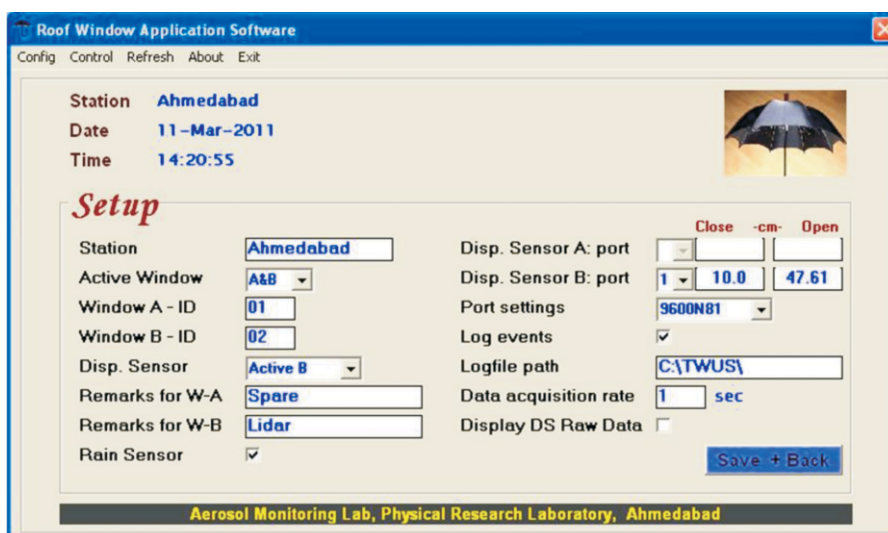 Roof Window Application Software
Config Control Refresh About Exit
Station Ahmedabad
Date 11-Mar-2011
Time 14:20:55
Setup
Close -cm- Open
Station Ahmedabad Disp. Sensor A: port
Active Window A&B Disp. Sensor B: port 1 10.0 47.61
Window A - ID 01 Port settings 9600N81
Window B - ID 02 Log events
Disp. Sensor Active B Logfile path C:\TWUS\
Remarks for W-A Spare Data acquisition rate 1 sec
Remarks for W-B Lidar Display DS Raw Data
Rain Sensor Save + Back
Aerosol Monitoring Lab, Physical Research Laboratory, Ahmedabad